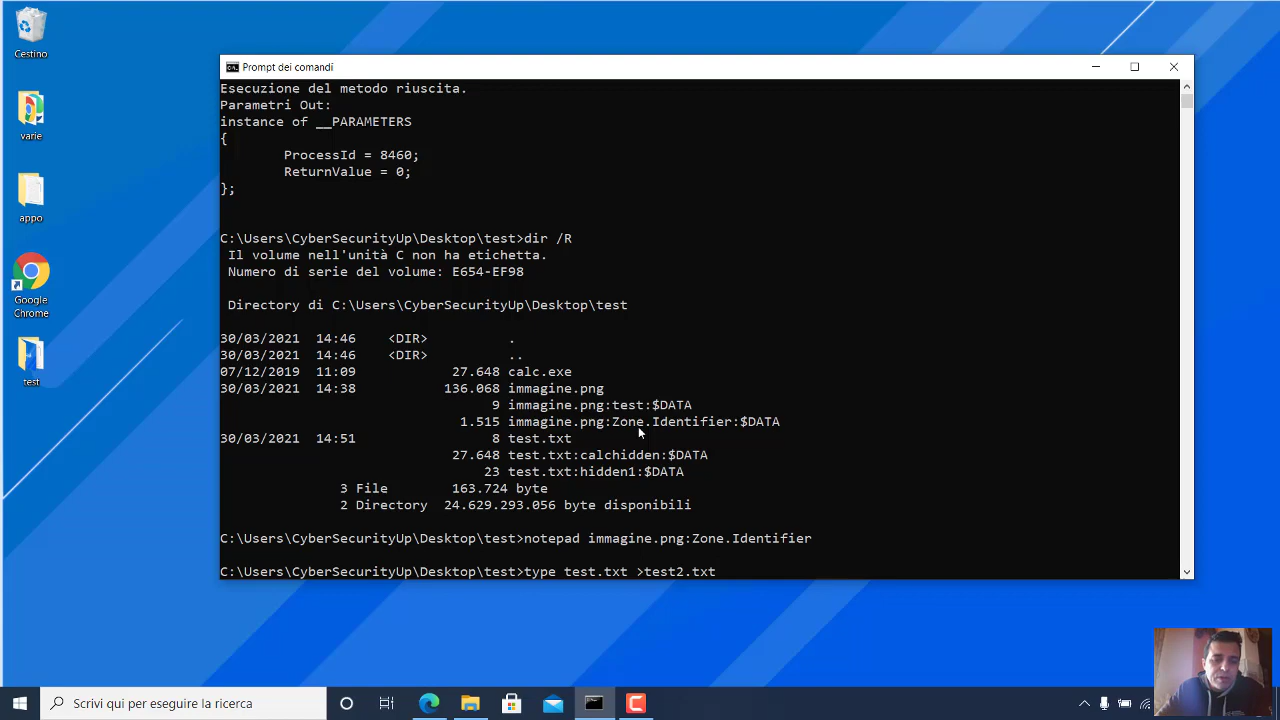 Cestino
varie
appo
Google
Chrome
test
Prompt dei comandi
Esecuzione del metodo riuscita.
Parametri Out:
instance of __PARAMETERS
{
ProcessId = 8460;
ReturnValue = 0;
};
C:\Users\CyberSecurityUp\Desktop\test>dir /R
Il volume nell'unità C non ha etichetta.
Numero di serie del volume: E654-EF98
Directory di C:\Users\CyberSecurityUp\Desktop\test
30/03/2021 14:46 <DIR> .
30/03/2021 14:46 <DIR> ..
07/12/2019 11:09 27.648 calc.exe
30/03/2021 14:38 136.068 immagine.png
9 immagine.png:test:$DATA
1.515 immagine.png:Zone.Identifier:$DATA
30/03/2021 14:51 8 test.txt
27.648 test.txt:calchidden:$DATA
23 test.txt:hidden1:$DATA
3 File 163.724 byte
2 Directory 24.629.293.056 byte disponibili
C:\Users\CyberSecurityUp\Desktop\test>notepad immagine.png:Zone.Identifier
C:\Users\CyberSecurityUp\Desktop\test>type test.txt >test2.txt
Scrivi qui per eseguire la ricerca